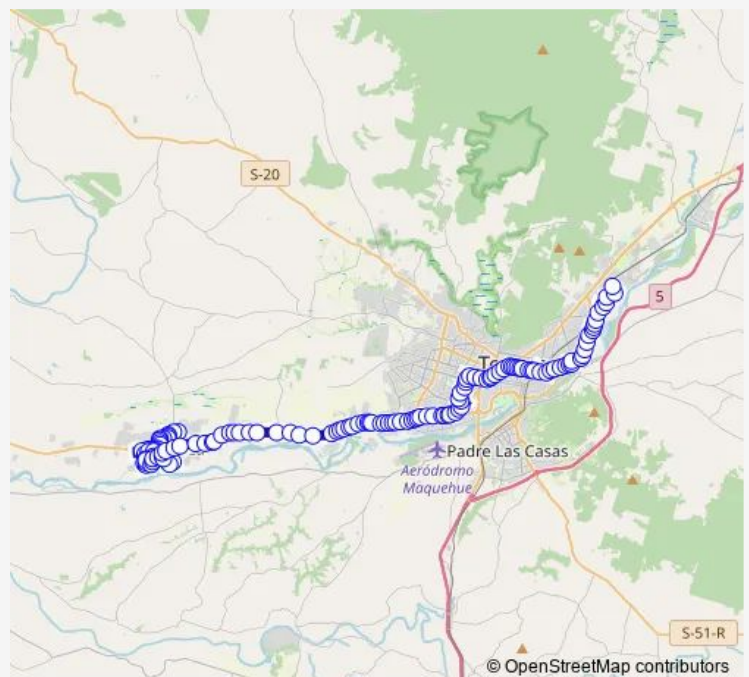 S-20
5
Padre Las Casas
Aeródromo
Maquehue
S-51-R
© OpenStreetMap contributors